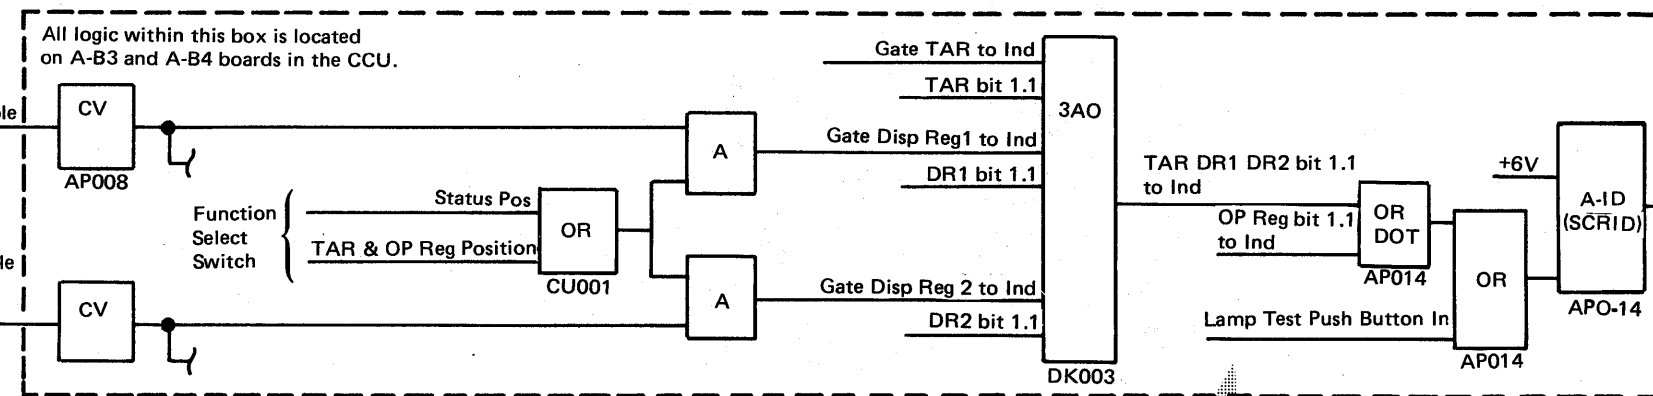 All logic within this box is located
on A-B3 and A-B4 boards in the CCU.
CV
AP008
Function
Select
Switch
Status Pos
TAR & OP Reg Position
OR
CU001
CV
A
A
Gate TAR to Ind
TAR bit 1.1
Gate Disp Reg1 to Ind
DR1 bit 1.1
Gate Disp Reg 2 to Ind
DR2 bit 1.1
3AO
DK003
TAR DR1 DR2 bit 1.1
to Ind
OP Reg bit 1.1
to Ind
OR
DOT
AP014
Lamp Test Push Button In
OR
AP014
+6V
A-ID
(SCRID)
APO-14